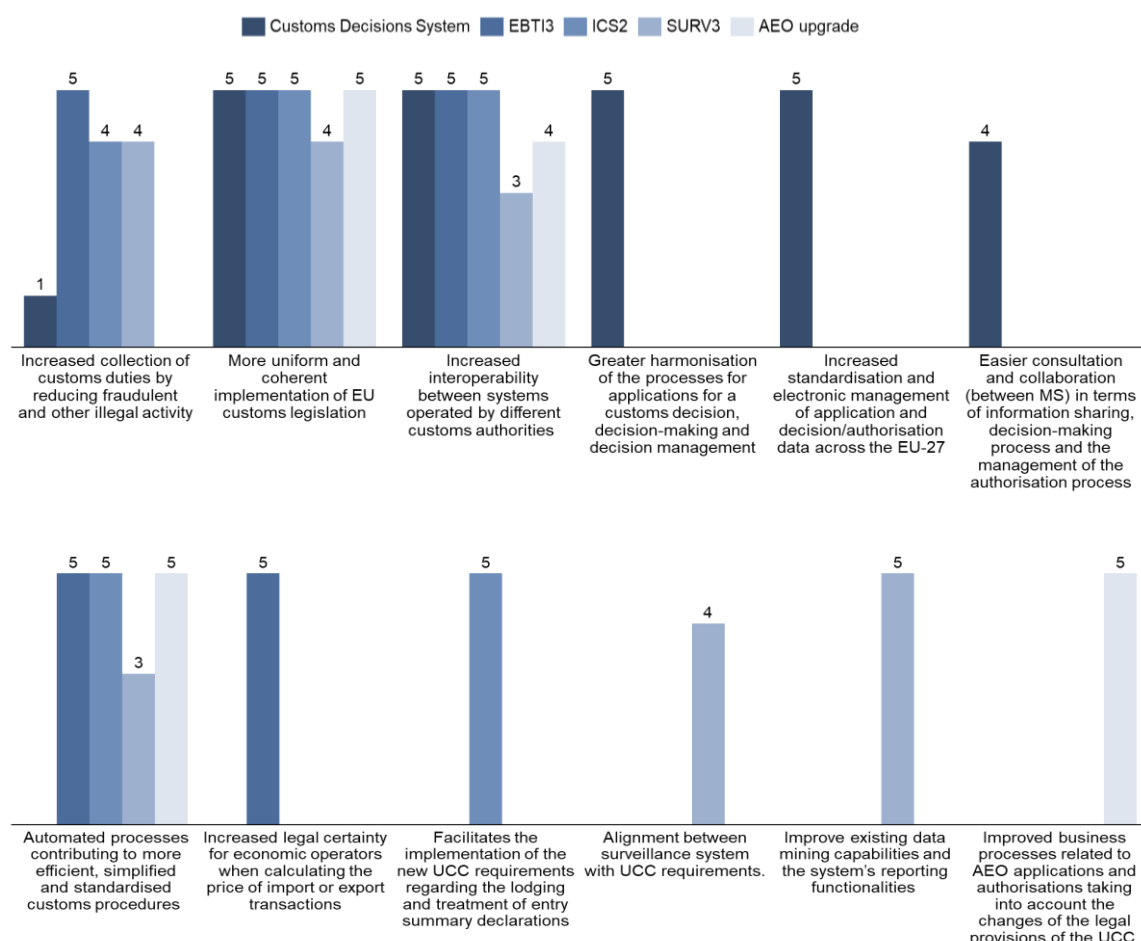 Customs Decisions System EBTI3 ICS2 SURV3 AEO upgrade
5 5 5 5 5 5 5 5 5 5
4 4 4 4 4
3
1
Increased collection of
customs duties by
reducing fraudulent
and other illegal activity
More uniform and
coherent
implementation of EU
customs legislation
Increased
interoperability
between systems
operated by different
customs authorities
Greater harmonisation
of the processes for
applications for a
customs decision,
decision-making and
decision management
Increased
standardisation and
electronic management
of application and
decision/authorisation
data across the EU-27
Easier consultation
and collaboration
(between MS) in terms
of information sharing,
decision-making
process and the
management of the
authorisation process
5 5 5 5 5 5 5
4
3
Automated processes
contributing to more
efficient, simplified
and standardised
customs procedures
Increased legal certainty
for economic operators
when calculating the
price of import or export
transactions
Facilitates the
implementation of the
new UCC requirements
regarding the lodging
and treatment of entry
summary declarations
Alignment between
surveillance system
with UCC requirements.
Improve existing data
mining capabilities and
the system's reporting
functionalities
Improved business
processes related to
AEO applications and
authorisations taking
into account the
changes of the legal
provisions of the UCC